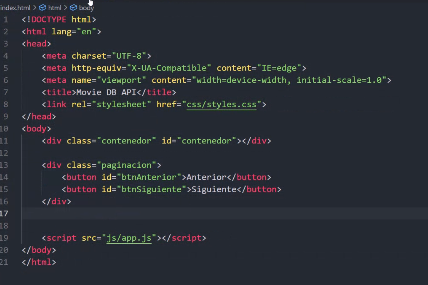 index.html > html > body
1 <!DOCTYPE html>
2 <html lang="en">
3 <head>
4 <meta charset="UTF-8">
5 <meta http-equiv="X-UA-Compatible" content="IE=edge">
6 <meta name="viewport" content="width=device-width, initial-scale=1.0">
7 <title>Movie DB API</title>
8 <link rel="stylesheet" href="css/styles.css">
9 </head>
10 <body>
11 <div class="contenedor" id="contenedor"></div>
12
13 <div class="paginacion">
14 <button id="btnAnterior">Anterior</button>
15 <button id="btnSiguiente">Siguiente</button>
16 </div>
17
18
19 <script src="js/app.js"></script>
20 </body>
21 </html>